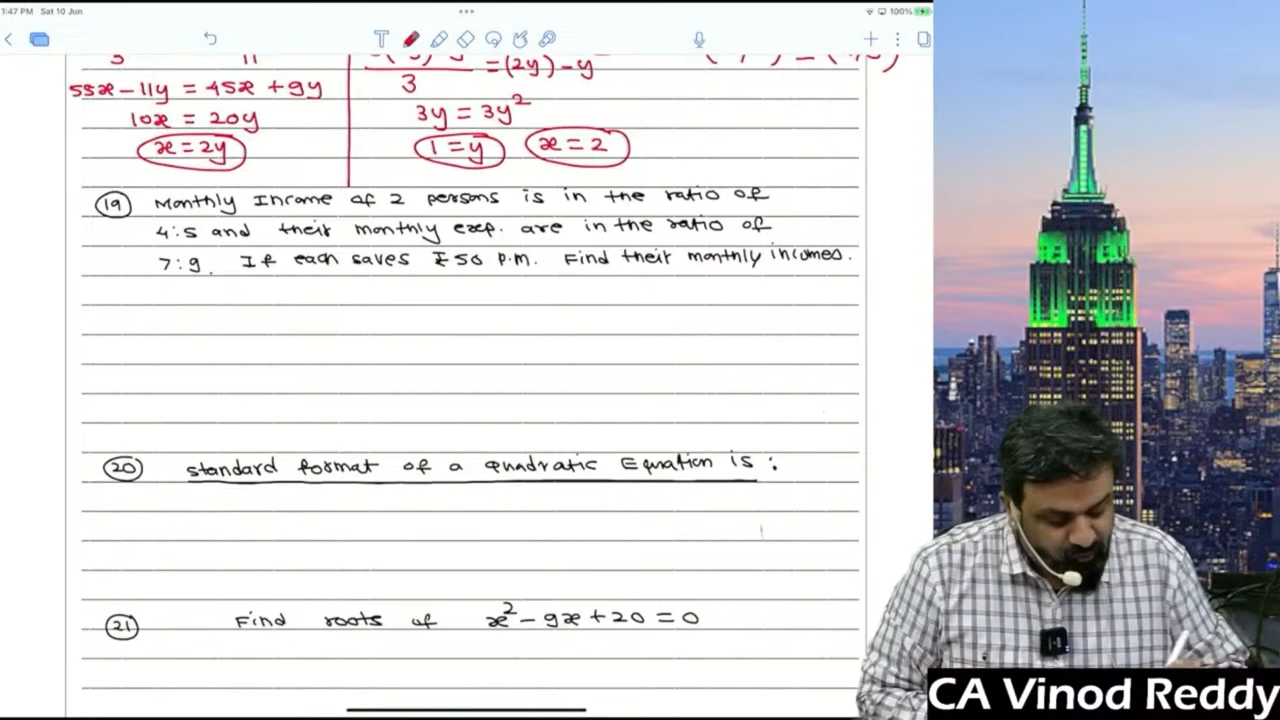 1:47 PM Sat 10 Jun
100%
3
11
55x - 11y = 45x + 9y
10x = 20y
x = 2y
3
= (2y) - y
3y = 3y²
1 = y
x = 2
19 Monthly Income of 2 persons is in the ratio of
4:5 and their monthly exp. are in the ratio of
7:9. If each saves ₹50 p.m. Find their monthly incomes.
20 standard format of a quadratic Equation is :
21 Find roots of x² - 9x + 20 = 0
CA Vinod Reddy